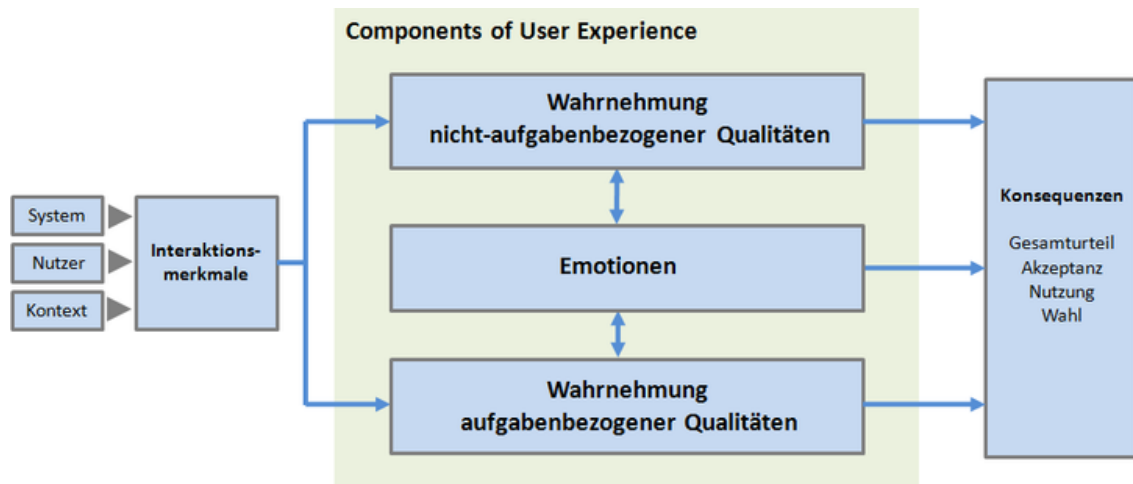 Components of User Experience
System
Nutzer
Kontext
Interaktions-
merkmale
Wahrnehmung
nicht-aufgabenbezogener Qualitäten
Emotionen
Wahrnehmung
aufgabenbezogener Qualitäten
Konsequenzen
Gesamturteil
Akzeptanz
Nutzung
Wahl